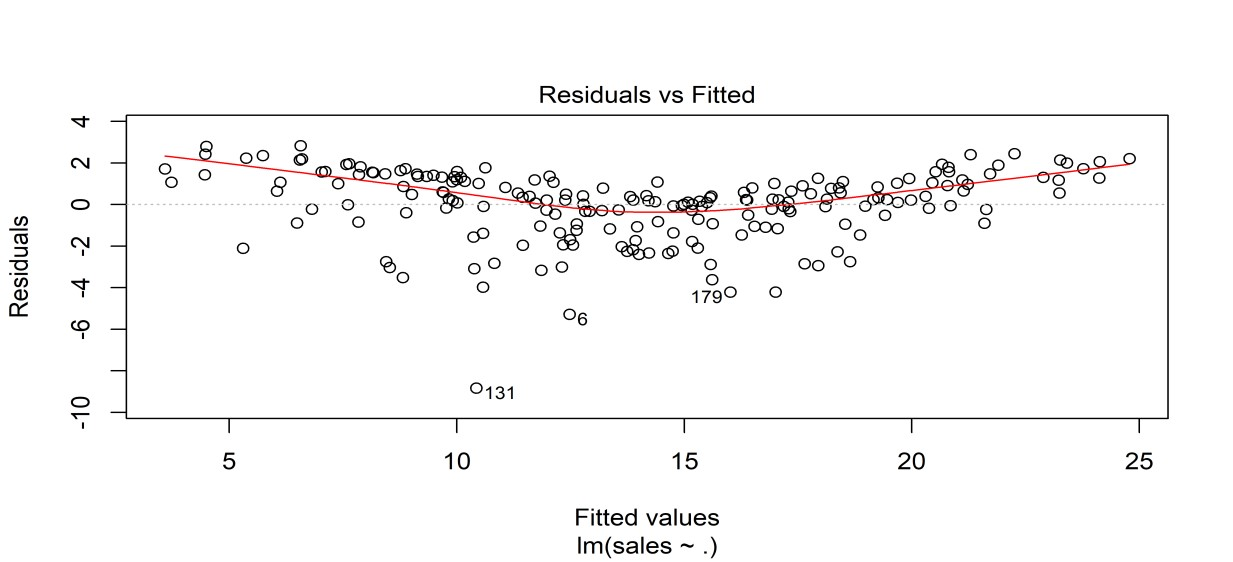 Residuals vs Fitted
Residuals
4
2
0
-2
-4
-6
-10
179
6
131
5 10 15 20 25
Fitted values
lm(sales ~ .)